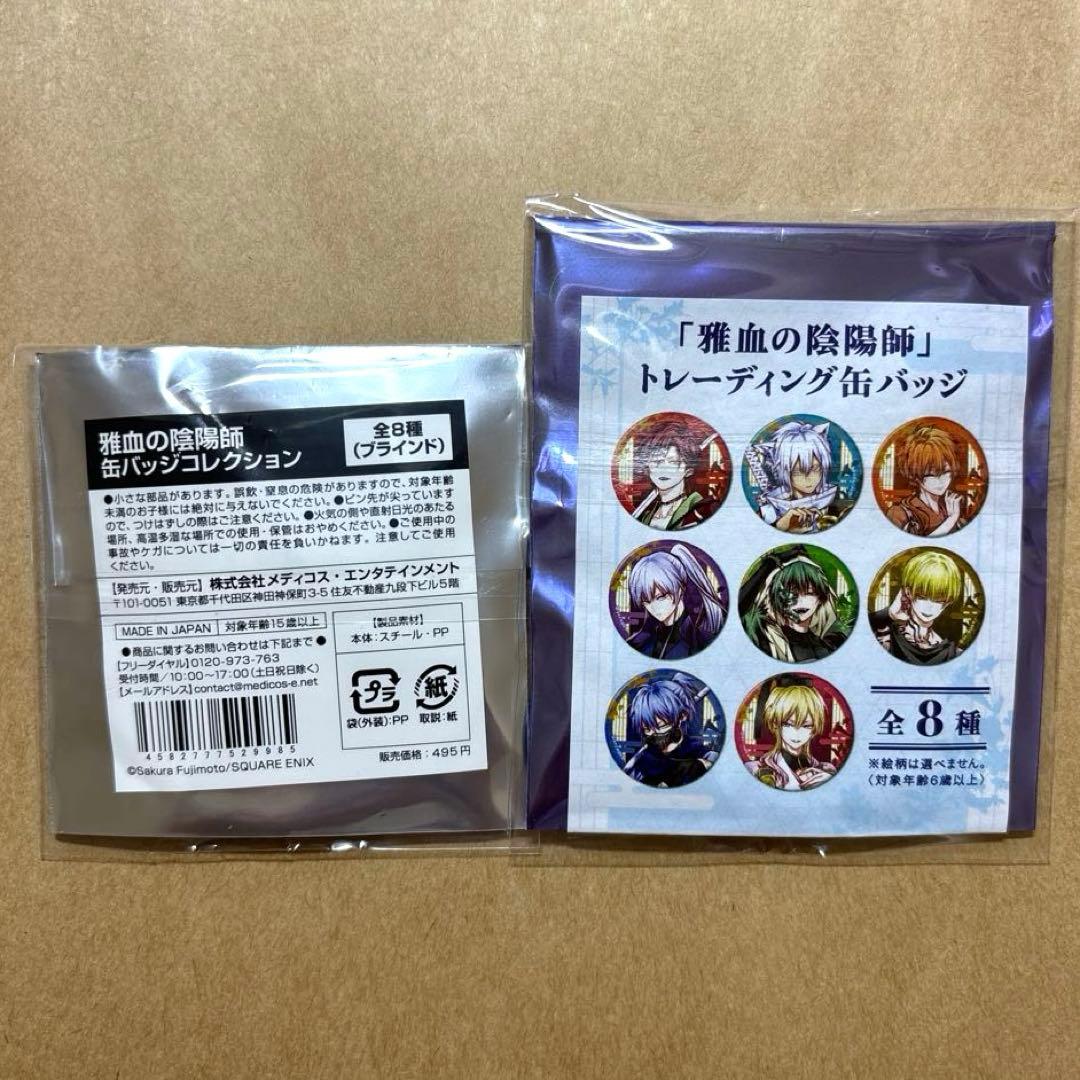 雅血の陰陽師
缶バッジコレクション
全8種
(ブラインド)
●小さな部品があります。誤飲・窒息の危険がありますので、対象年齢
未満のお子様には絶対に与えないでください。●ピン先が尖っています
ので、つけはずしの際はご注意ください。●火気の側や直射日光のあたる
場所、高温多湿な場所での使用・保管はおやめください。●ご使用中の
事故やケガについては一切の責任を負いかねます。注意してご使用
ください。
【発売元・販売元】株式会社メディコス・エンタテインメント
〒101-0051 東京都千代田区神田神保町3-5 住友不動産九段下ビル5階
MADE IN JAPAN
対象年齢15歳以上
●商品に関するお問い合わせは下記まで●
【フリーダイヤル】0120-973-763
受付時間/10:00~17:00(土日祝日除く)
【メールアドレス】contact@medicos-e.net
4582777529985
©Sakura Fujimoto/SQUARE ENIX
【製品素材】
本体:スチール・PP
プラ
紙
袋(外装):PP
取説:紙
販売価格:495円
「雅血の陰陽師」
トレーディング缶バッジ
全8種
※絵柄は選べません。
(対象年齢6歳以上)